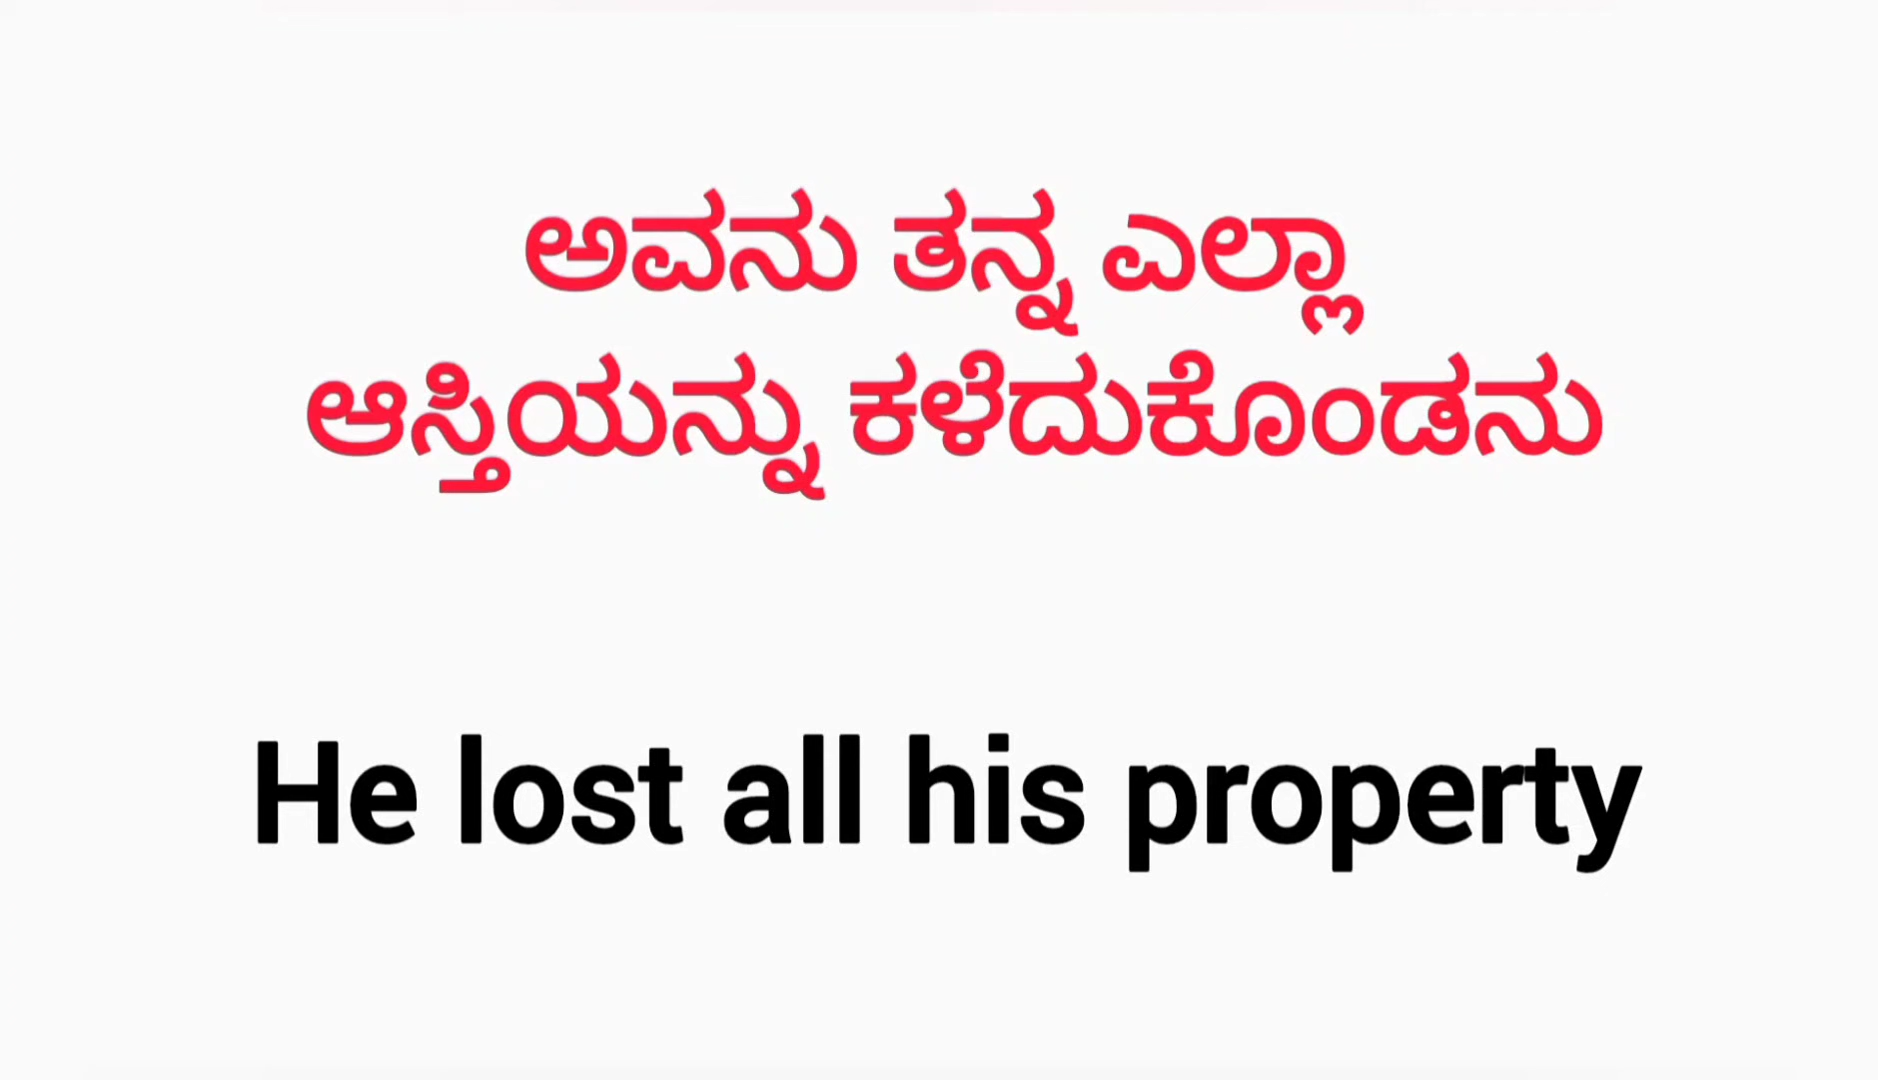 ಅವನು ತನ್ನ ಎಲ್ಲಾ
ಆಸ್ತಿಯನ್ನು ಕಳೆದುಕೊಂಡನು
He lost all his property